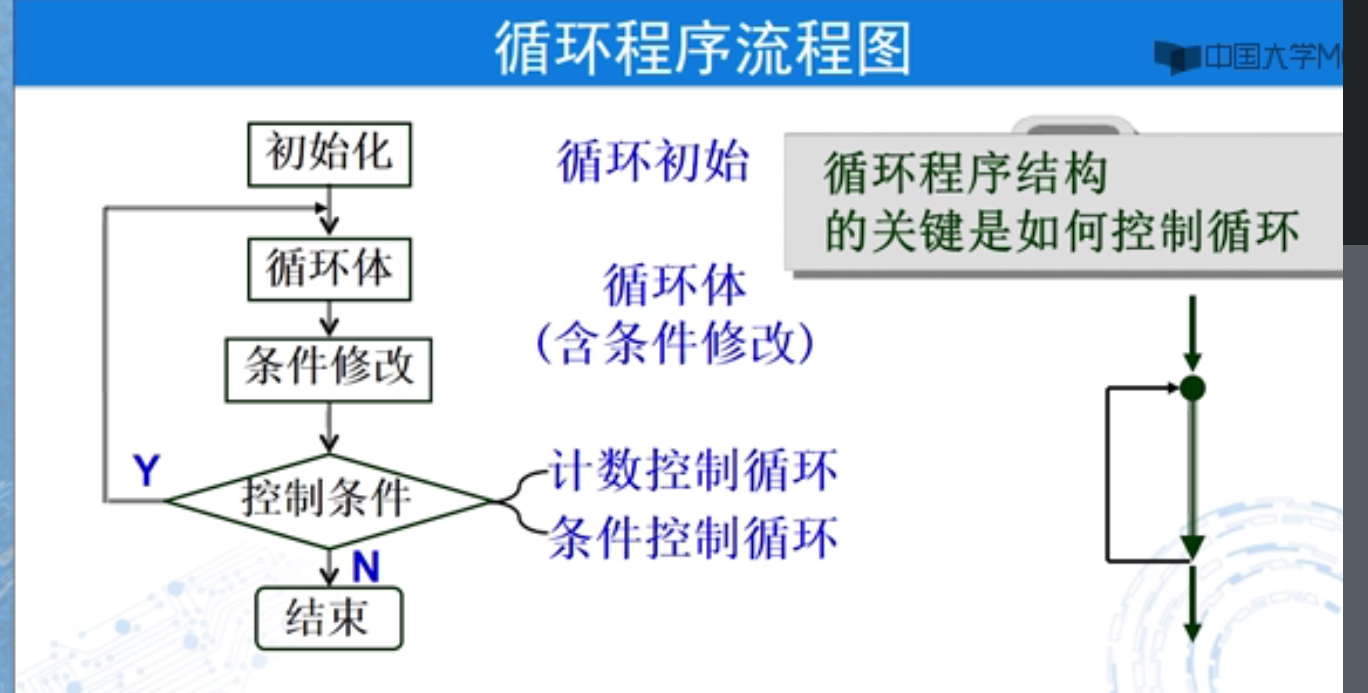 循环程序流程图
中国大学M
初始化
循环体
条件修改
Y
控制条件
N
结束
循环初始
循环体
(含条件修改)
计数控制循环
条件控制循环
循环程序结构
的关键是如何控制循环